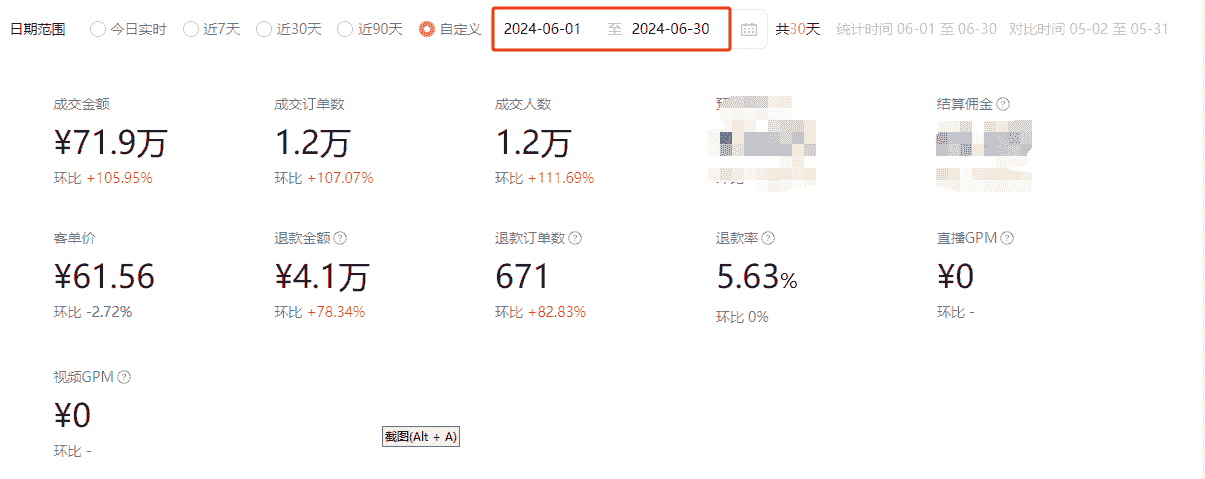 日期范围 今日实时 近7天 近30天 近90天 自定义 2024-06-01 至 2024-06-30 共30天 统计时间 06-01 至 06-30 对比时间 05-02 至 05-31
成交金额 成交订单数 成交人数 结算佣金
¥71.9万 1.2万 1.2万
环比 +105.95% 环比 +107.07% 环比 +111.69%
客单价 退款金额 退款订单数 退款率 直播GPM
¥61.56 ¥4.1万 671 5.63% ¥0
环比 -2.72% 环比 +78.34% 环比 +82.83% 环比 0% 环比 -
视频GPM
¥0
环比 -
截图(Alt + A)